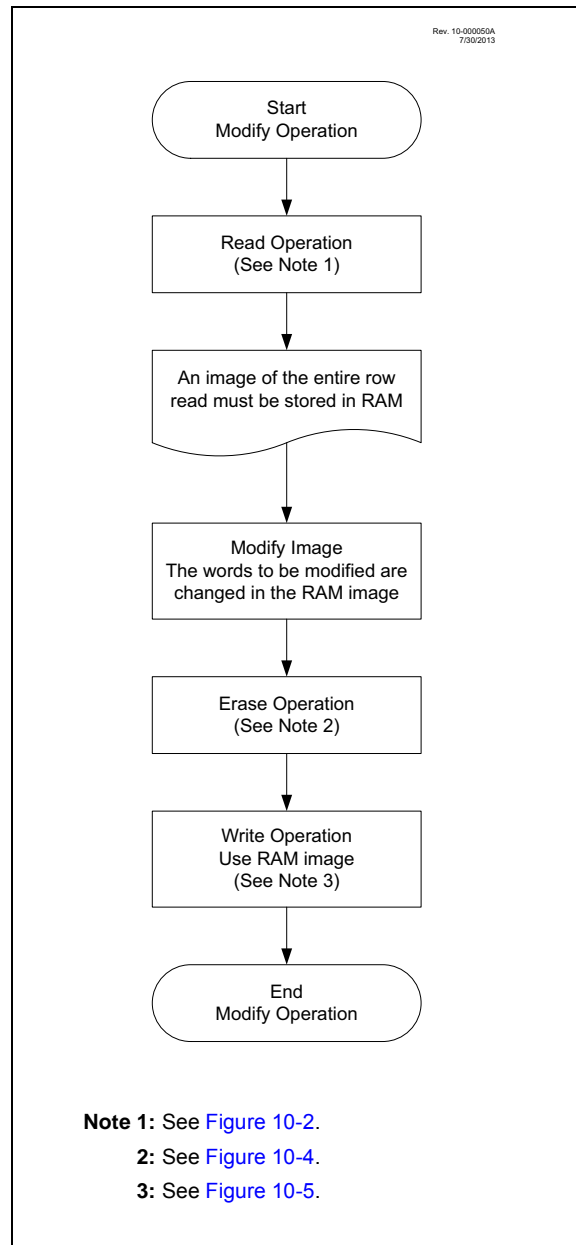 Rev. 10-000050A
7/30/2013
Start
Modify Operation
Read Operation
(See Note 1)
An image of the entire row
read must be stored in RAM
Modify Image
The words to be modified are
changed in the RAM image
Erase Operation
(See Note 2)
Write Operation
Use RAM image
(See Note 3)
End
Modify Operation
Note 1: See Figure 10-2.
2: See Figure 10-4.
3: See Figure 10-5.